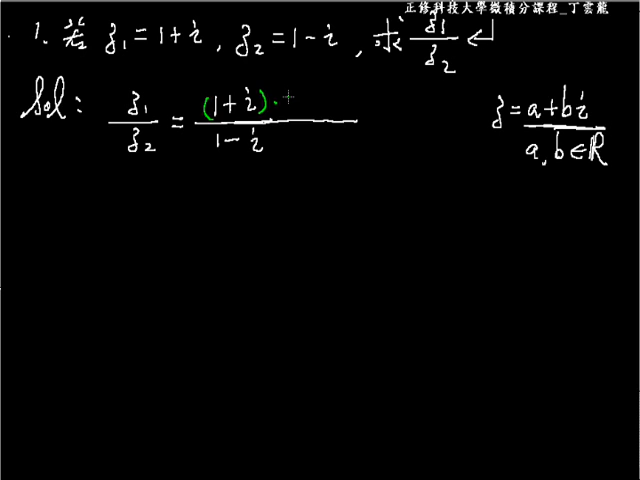 正修科技大學微積分課程_丁雲龍
1. 若 z₁ = 1 + i , z₂ = 1 - i , 求 z₁/z₂
Sol : z₁/z₂ = (1 + i) · / 1 - i
z = a + bi
a, b ∈ ℝ